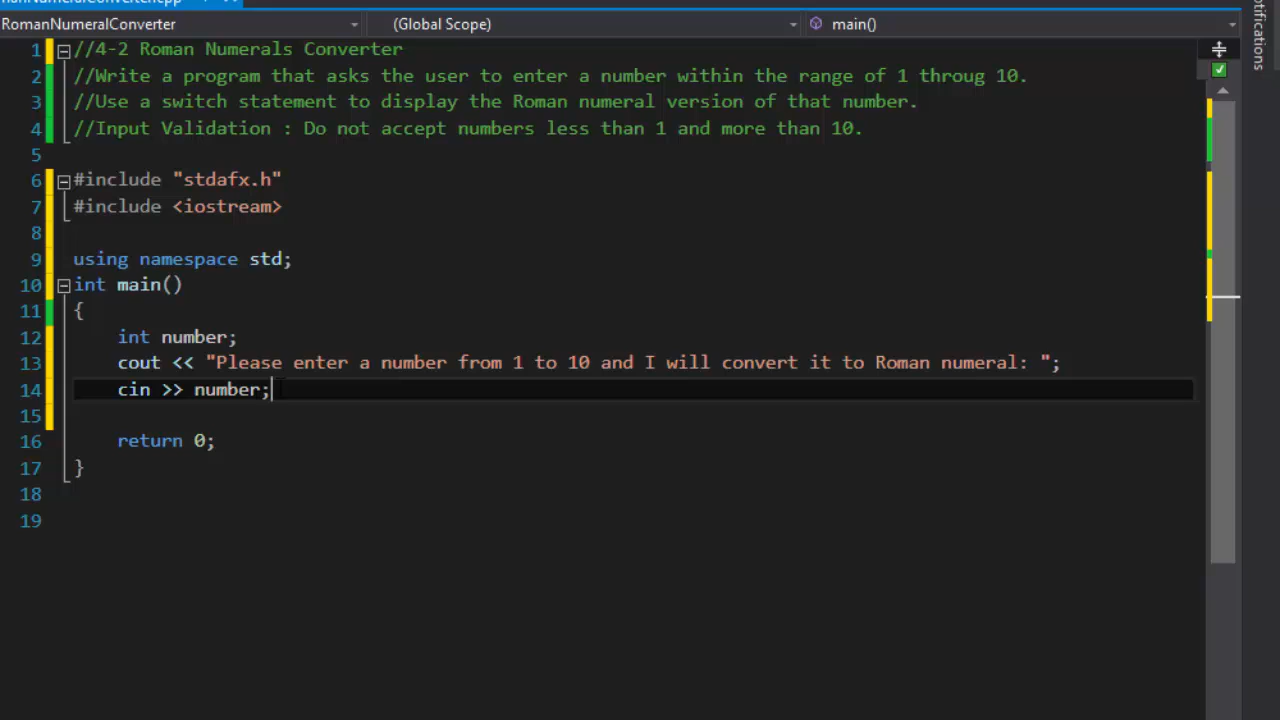 RomanNumeralConverter (Global Scope) main()
1 //4-2 Roman Numerals Converter
2 //Write a program that asks the user to enter a number within the range of 1 throug 10.
3 //Use a switch statement to display the Roman numeral version of that number.
4 //Input Validation : Do not accept numbers less than 1 and more than 10.
5
6 #include "stdafx.h"
7 #include <iostream>
8
9 using namespace std;
10 int main()
11 {
12 int number;
13 cout << "Please enter a number from 1 to 10 and I will convert it to Roman numeral: ";
14 cin >> number;
15
16 return 0;
17 }
18
19